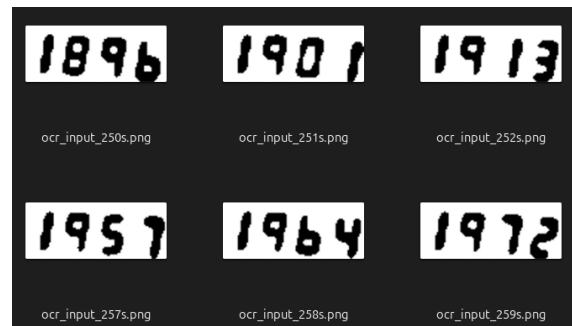 1896 1901 1913
ocr_input_250s.png ocr_input_251s.png ocr_input_252s.png
1957 1964 1972
ocr_input_257s.png ocr_input_258s.png ocr_input_259s.png